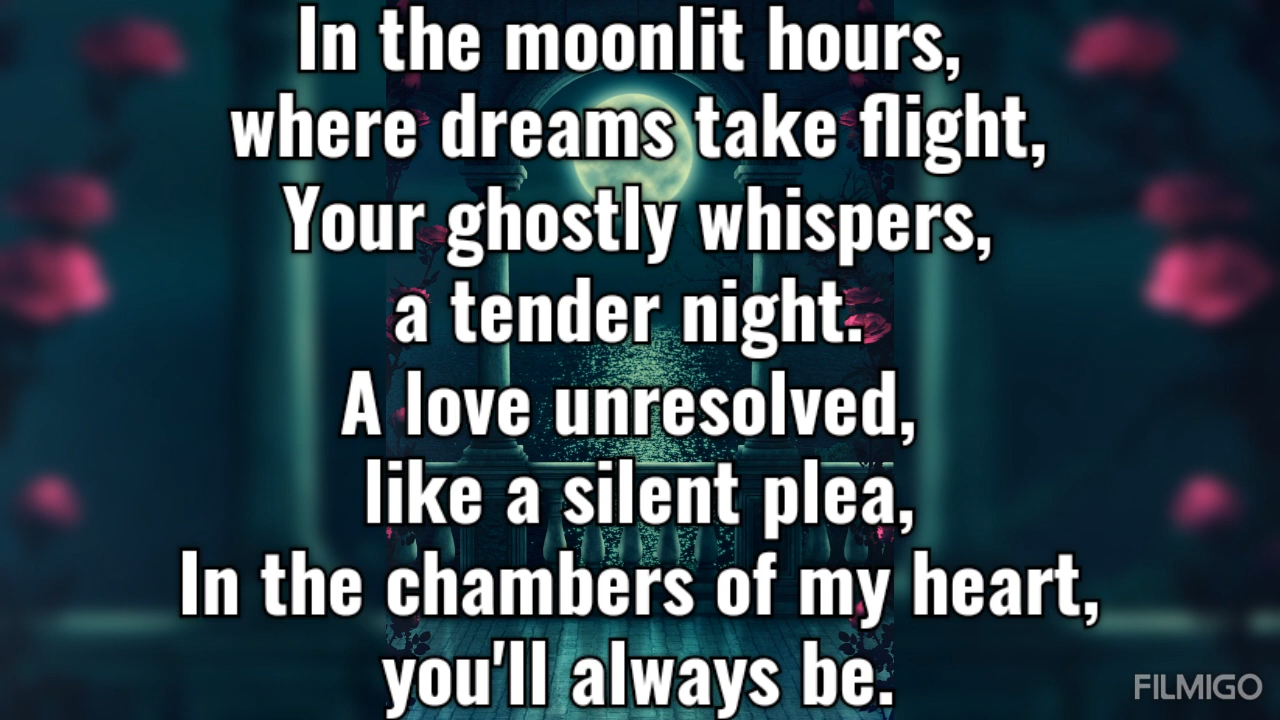 In the moonlit hours,
where dreams take flight,
Your ghostly whispers,
a tender night.
A love unresolved,
like a silent plea,
In the chambers of my heart,
you'll always be.
FILMIGO